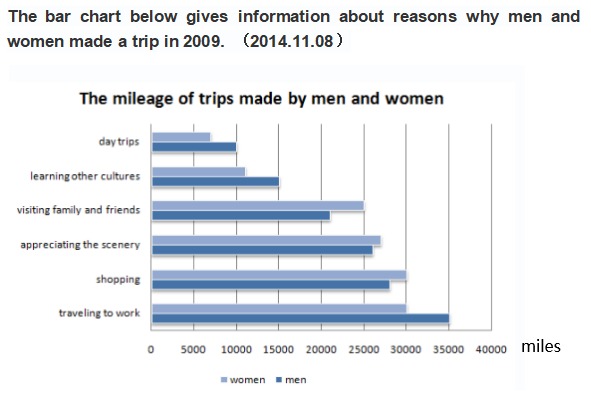 The bar chart below gives information about reasons why men and
women made a trip in 2009. （2014.11.08）
The mileage of trips made by men and women
day trips
learning other cultures
visiting family and friends
appreciating the scenery
shopping
traveling to work
0 5000 10000 15000 20000 25000 30000 35000 40000 miles
women men